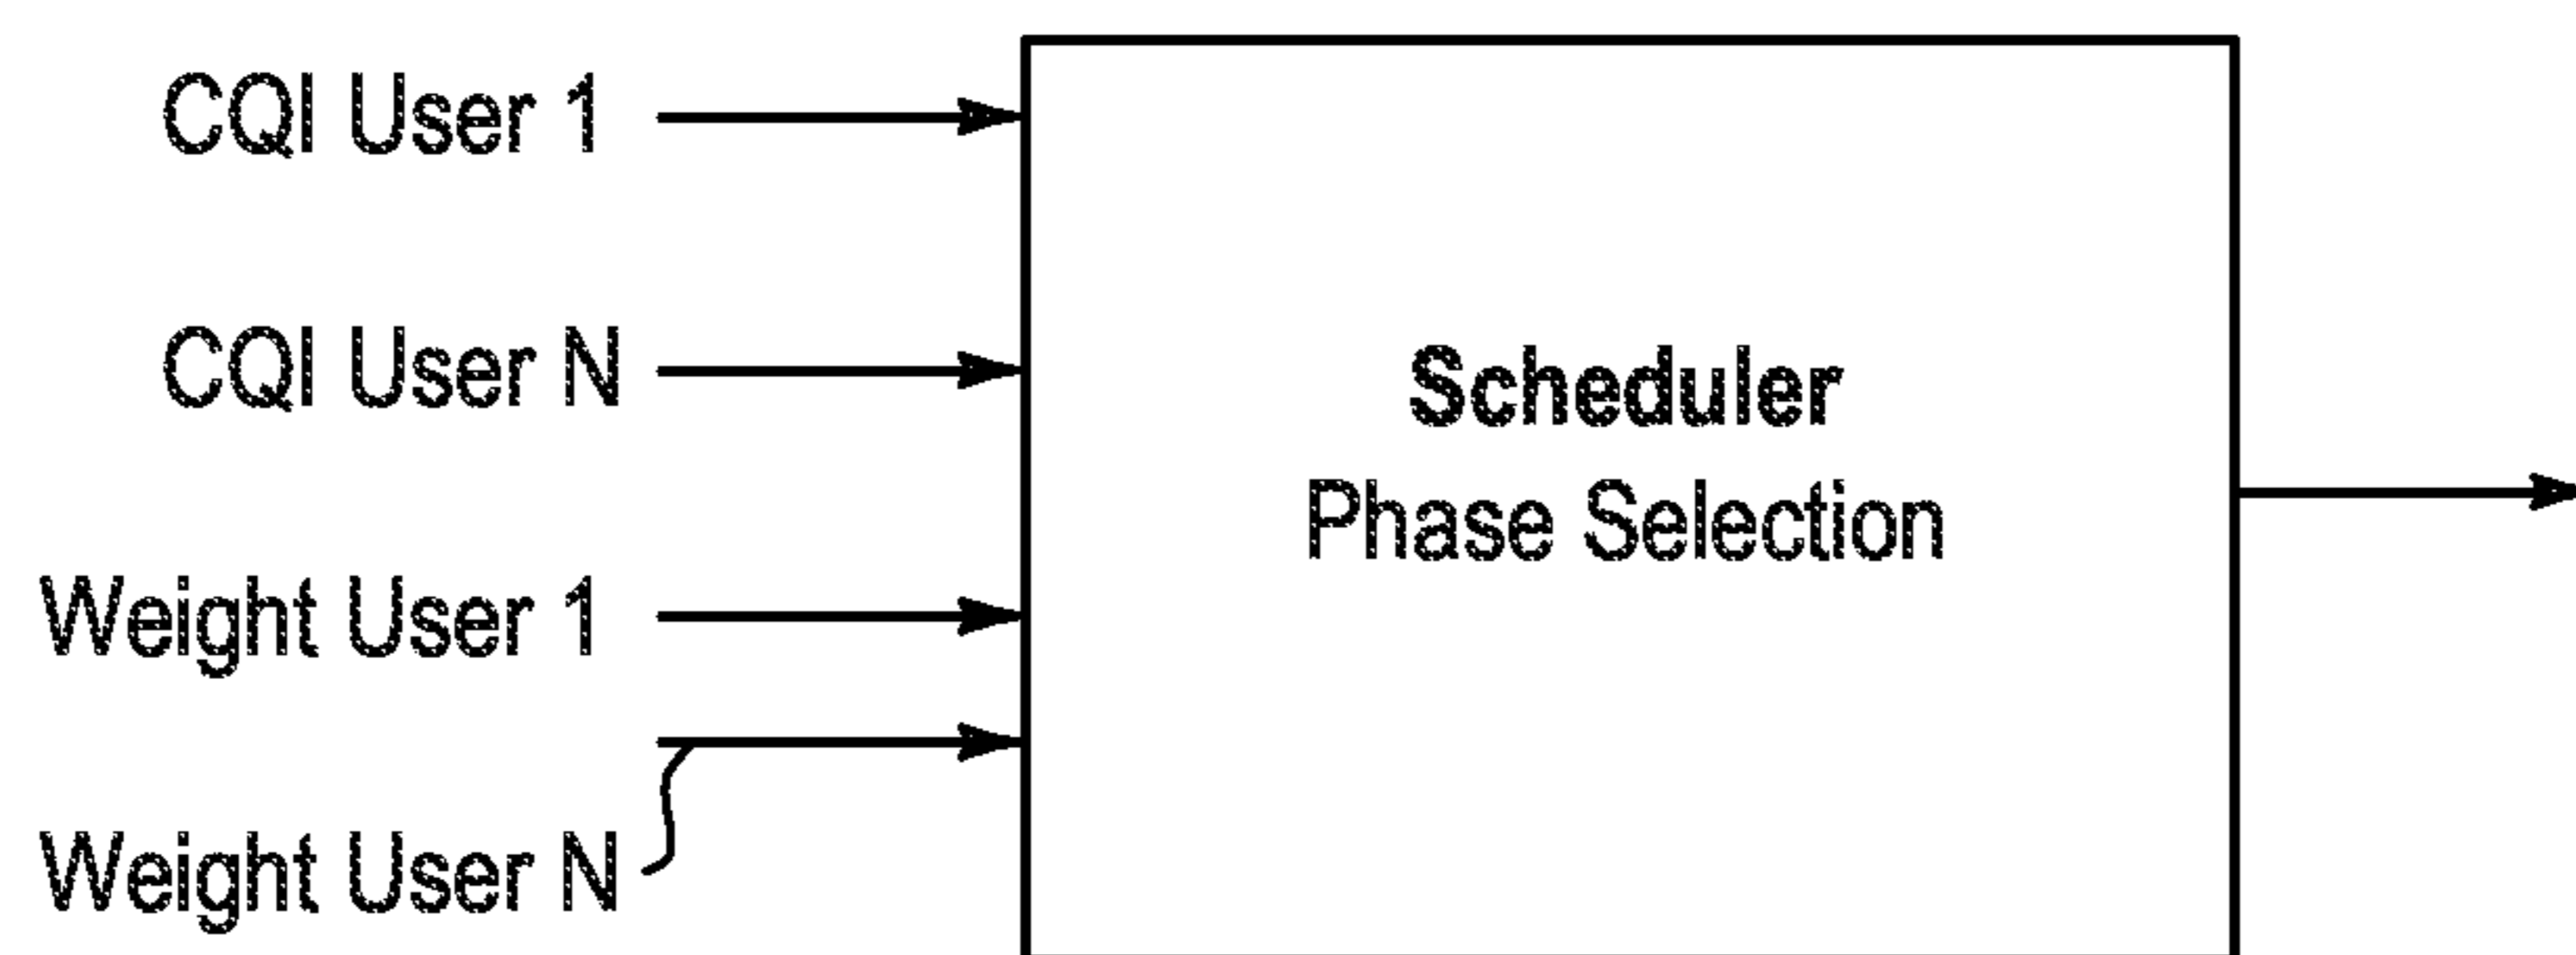 CQI User 1
CQI User N
Weight User 1
Weight User N
Scheduler
Phase Selection